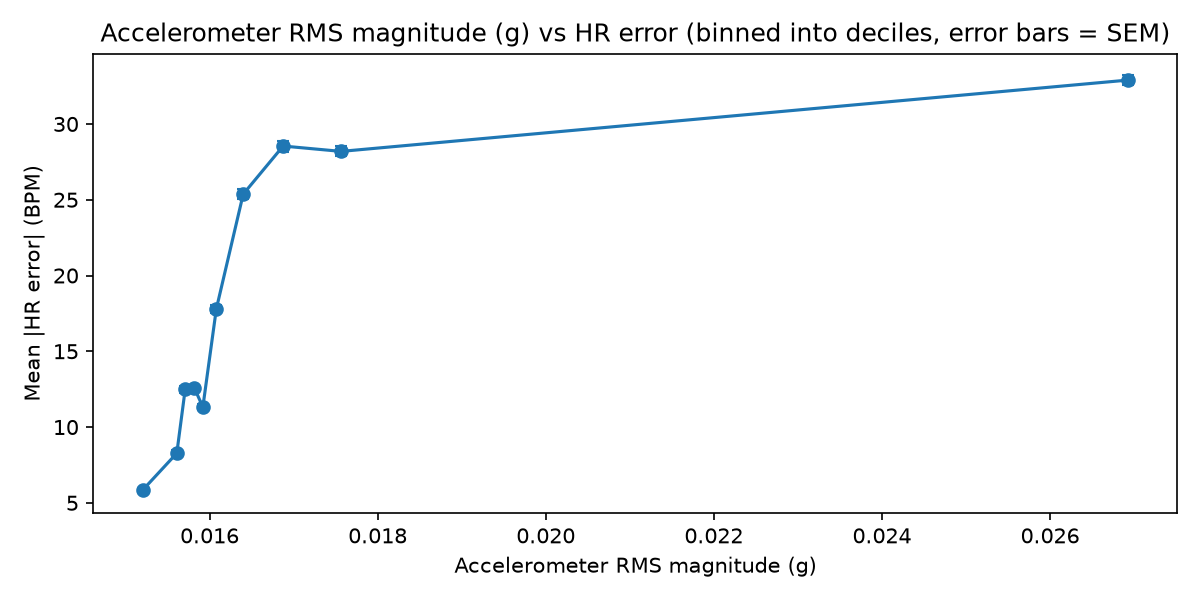 Accelerometer RMS magnitude (g) vs HR error (binned into deciles, error bars = SEM)
Mean |HR error| (BPM)
30
25
20
15
10
5
0.016 0.018 0.020 0.022 0.024 0.026
Accelerometer RMS magnitude (g)